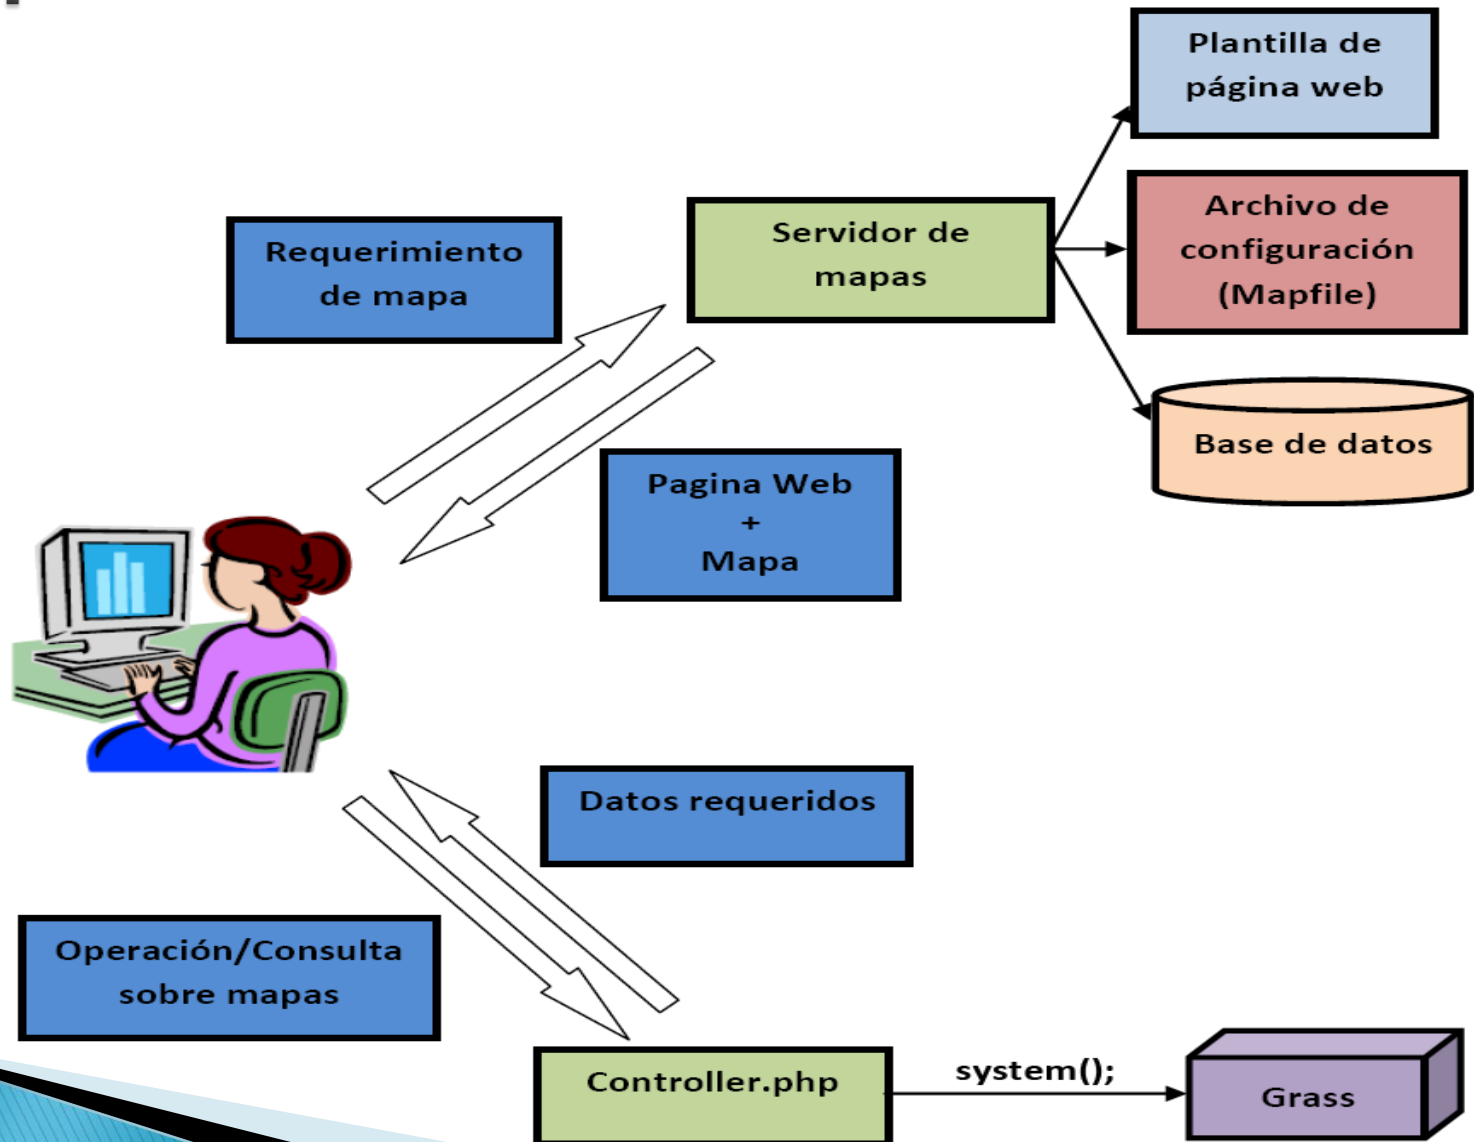 Plantilla de
página web
Requerimiento
de mapa
Servidor de
mapas
Archivo de
configuración
(Mapfile)
Base de datos
Pagina Web
+
Mapa
Datos requeridos
Operación/Consulta
sobre mapas
Controller.php
system();
Grass